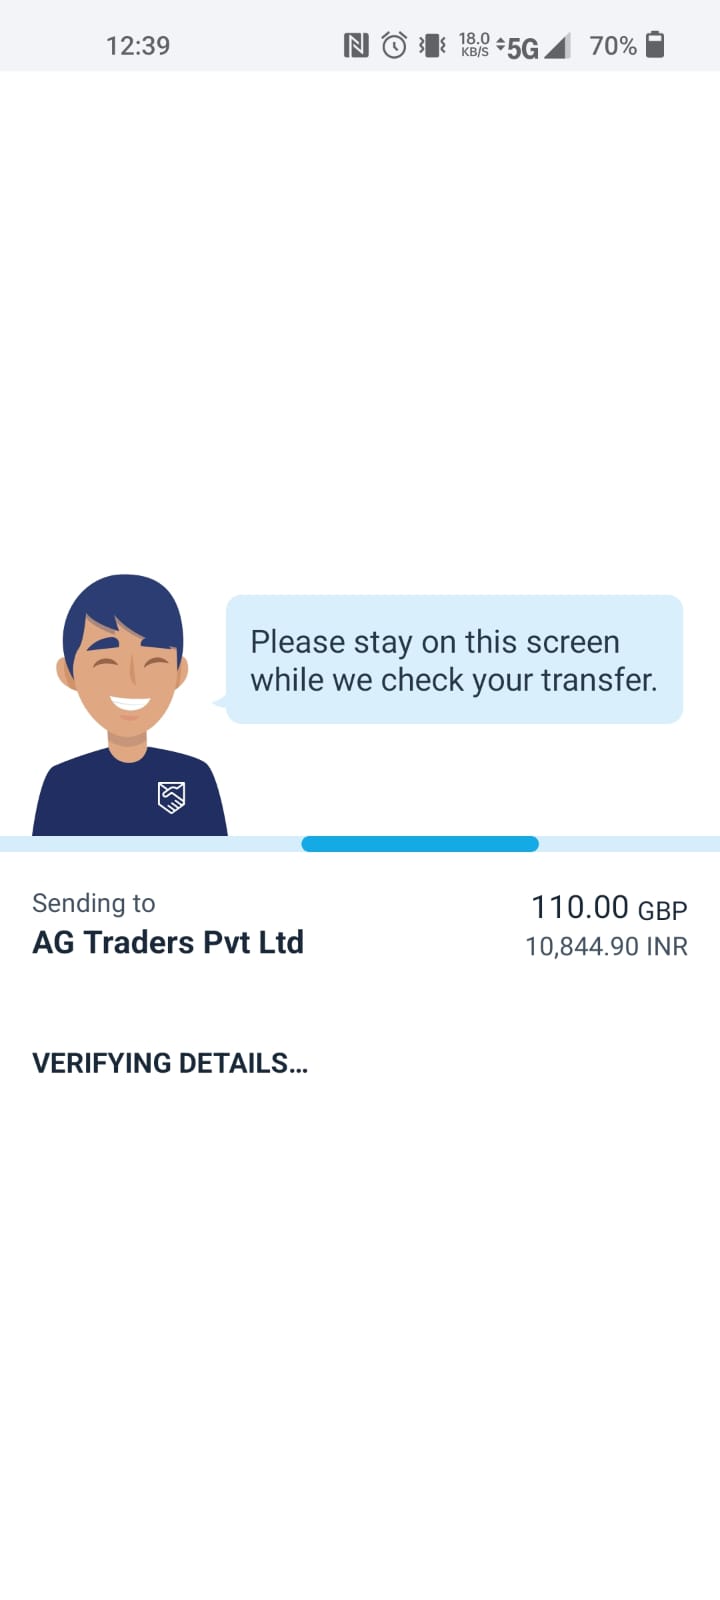 12:39
18.0
KB/S
5G
70%
Please stay on this screen
while we check your transfer.
Sending to
110.00 GBP
AG Traders Pvt Ltd
10,844.90 INR
VERIFYING DETAILS...